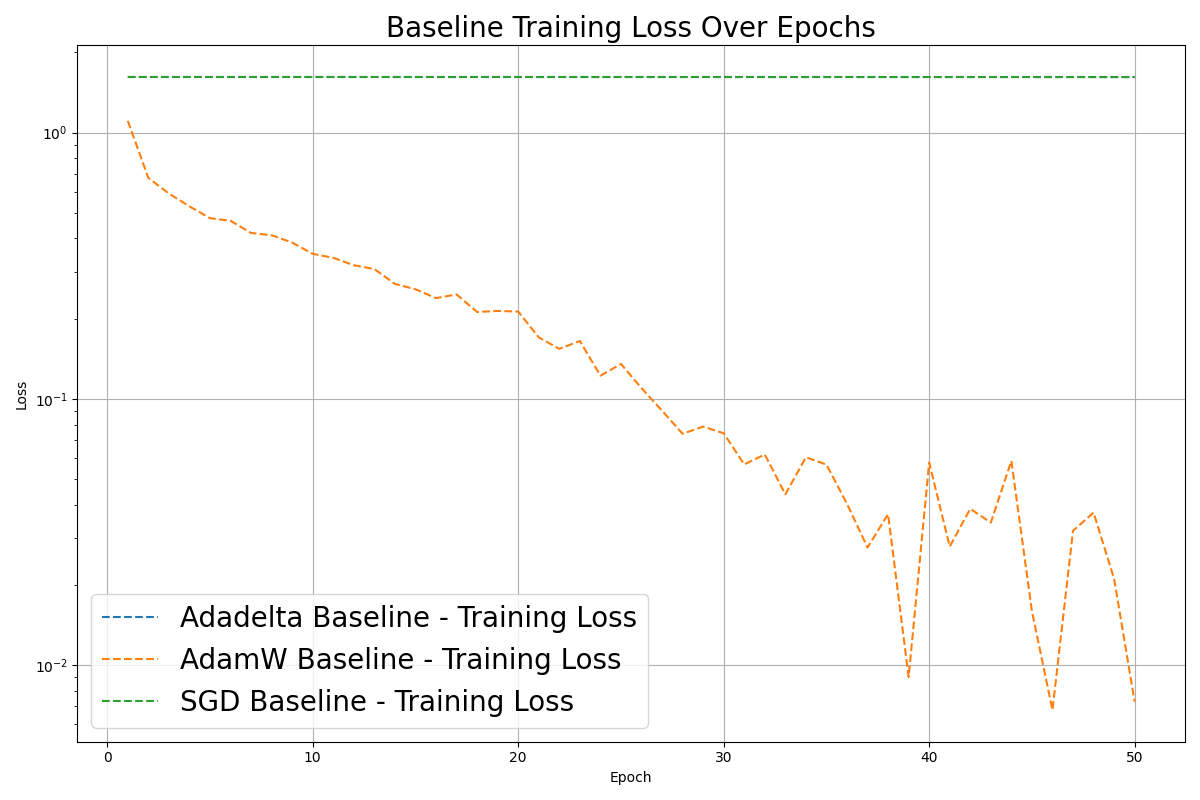 Baseline Training Loss Over Epochs
10⁰
10⁻¹
10⁻²
Loss
Adadelta Baseline - Training Loss
AdamW Baseline - Training Loss
SGD Baseline - Training Loss
0 10 20 30 40 50
Epoch